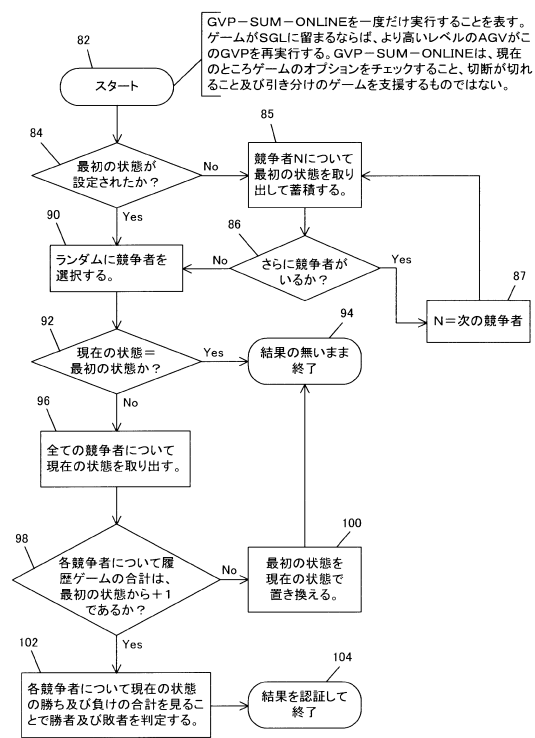 GVP-SUM-ONLINEを一度だけ実行することを表す。
ゲームがSGLに留まるならば、より高いレベルのAGVがこ
のGVPを再実行する。GVP-SUM-ONLINEは、現在
のところゲームのオプションをチェックすること、切断が切れ
ること及び引き分けのゲームを支援するものではない。
82
スタート
84
最初の状態が
設定されたか?
No
Yes
85
競争者Nについて
最初の状態を取り
出して蓄積する。
86
さらに競争者が
いるか?
No
Yes
87
N=次の競争者
90
ランダムに競争者を
選択する。
92
現在の状態=
最初の状態か?
Yes
No
94
結果の無いまま
終了
96
全ての競争者について
現在の状態を取り出す。
98
各競争者について履
歴ゲームの合計は、
最初の状態から+1
であるか?
No
Yes
100
最初の状態を
現在の状態で
置き換える。
102
各競争者について現在の状態
の勝ち及び負けの合計を見るこ
とで勝者及び敗者を判定する。
104
結果を認証して
終了